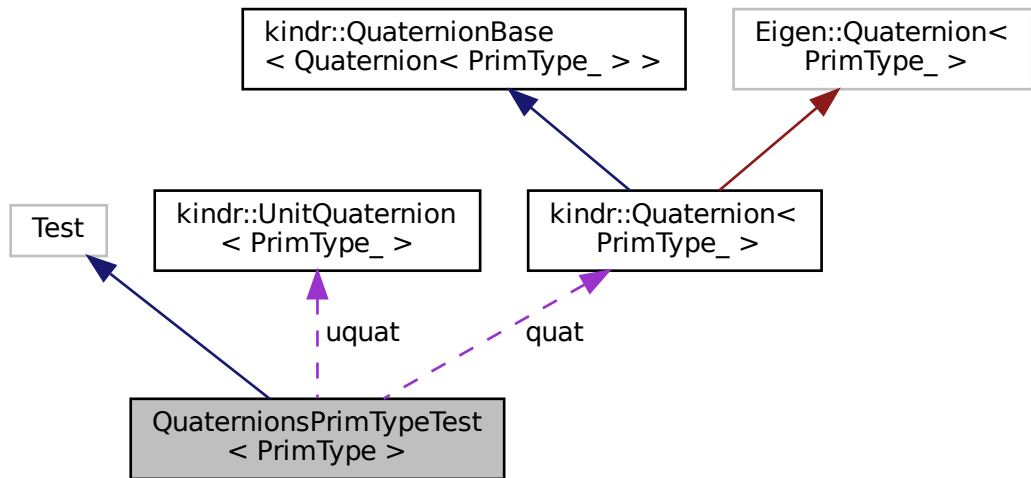 kindr::QuaternionBase
< Quaternion< PrimType_ > >
Eigen::Quaternion<
PrimType_ >
Test
kindr::UnitQuaternion
< PrimType_ >
kindr::Quaternion<
PrimType_ >
uquat
quat
QuaternionsPrimTypeTest
< PrimType >